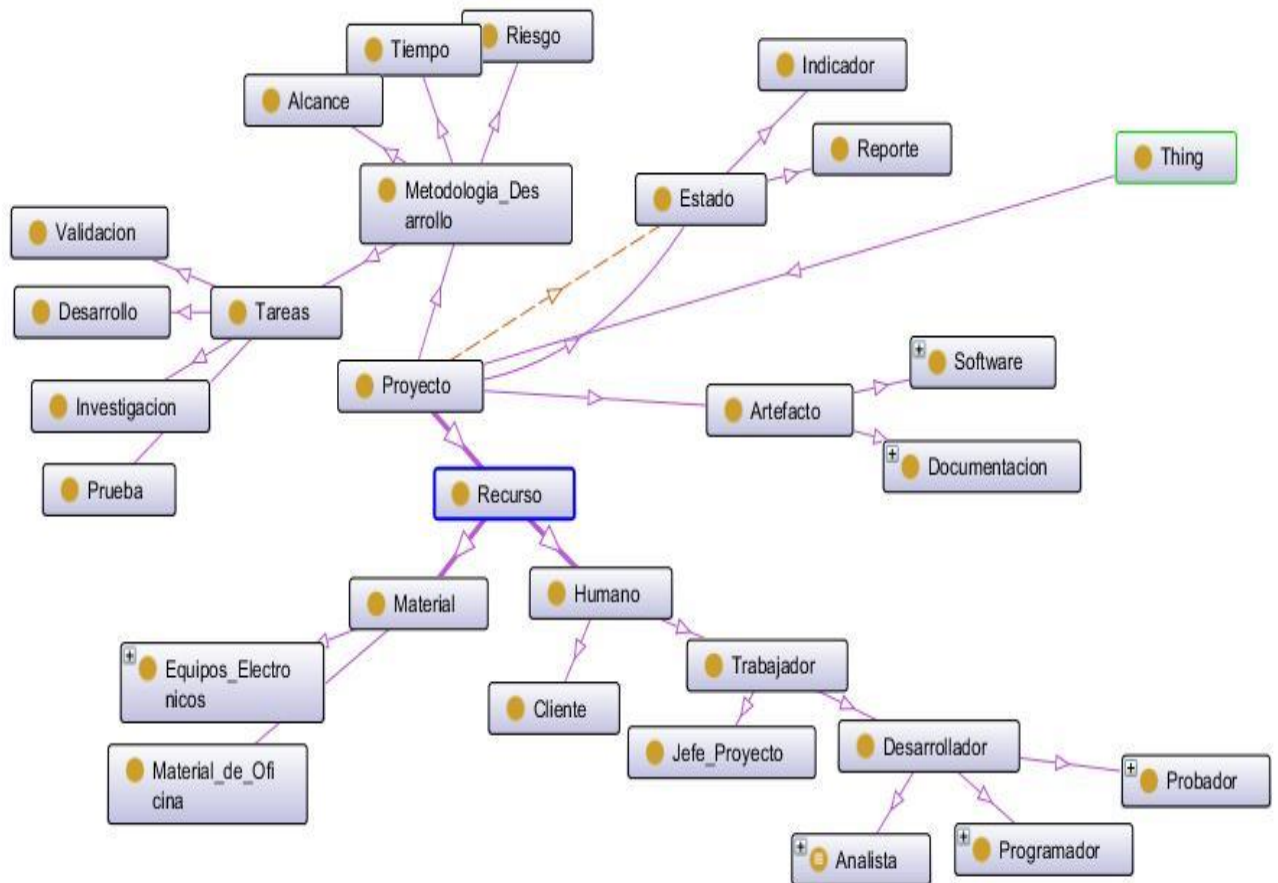 Riesgo
Tiempo
Indicador
Alcance
Reporte
Thing
Metodologia_Des
arrollo
Estado
Validacion
Desarrollo
Tareas
Software
Proyecto
Investigacion
Artefacto
Documentacion
Prueba
Recurso
Material
Humano
Equipos_Electro
nicos
Trabajador
Cliente
Jefe_Proyecto
Desarrollador
Material_de_Ofi
cina
Probador
Analista
Programador